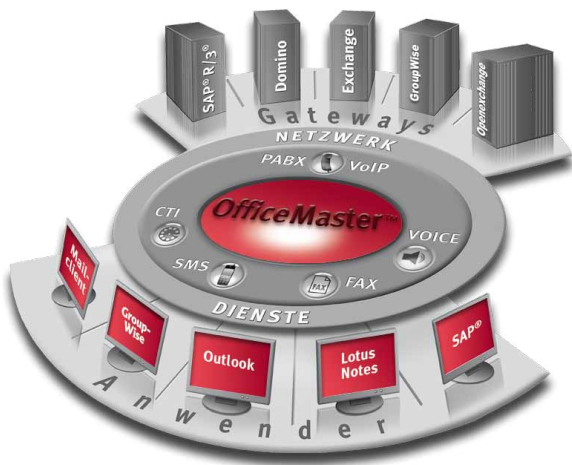 SAP® R/3®
Domino
Exchange
GroupWise
Openexchange
Gateways
NETZWERK
PABX VoIP
OfficeMaster™
CTI
VOICE
SMS
FAX
FAX
DIENSTE
Mail-
client
Group-
Wise
Outlook
Lotus
Notes
SAP®
Anwender